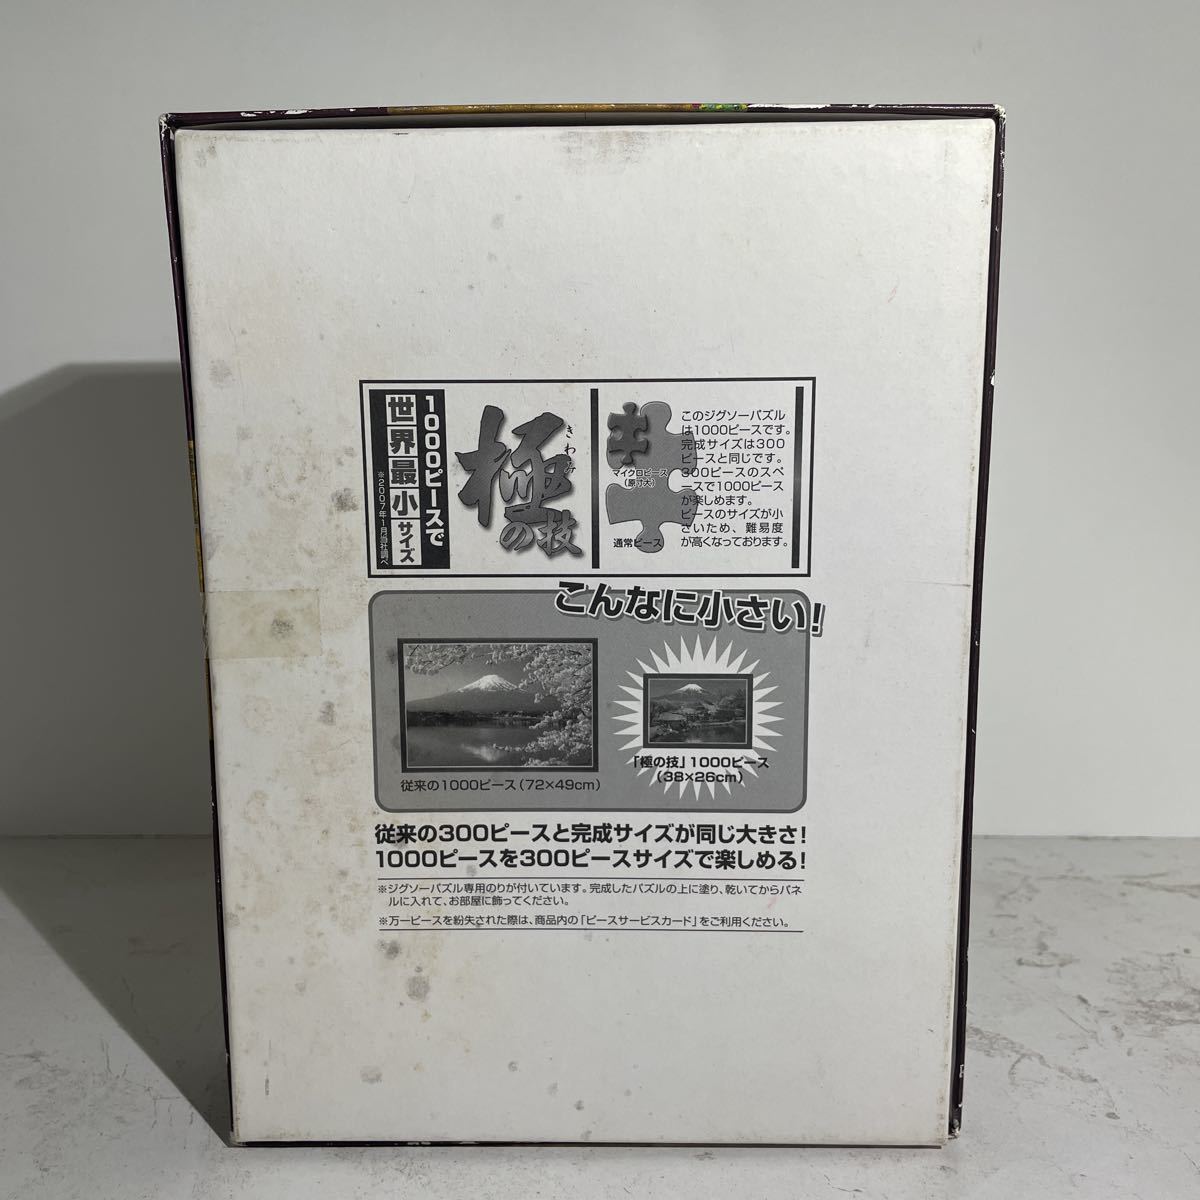 1000ピースで
世界最小サイズ
※2007年1月当社調べ
きわみ
極の技
マイクロピース
(原寸大)
通常ピース
このジグソーパズル
は1000ピースです。
完成サイズは300
ピースと同じです。
300ピースのスペ
ースで1000ピース
が楽しめます。
ピースのサイズが小
さいため、難易度
が高くなっております。
こんなに小さい!
従来の1000ピース(72×49cm)
「極の技」1000ピース
(38×26cm)
従来の300ピースと完成サイズが同じ大きさ!
1000ピースを300ピースサイズで楽しめる!
※ジグソーパズル専用のりが付いています。完成したパズルの上に塗り、乾いてからパネ
ルに入れて、お部屋に飾ってください。
※万一ピースを紛失された際は、商品内の「ピースサービスカード」をご利用ください。